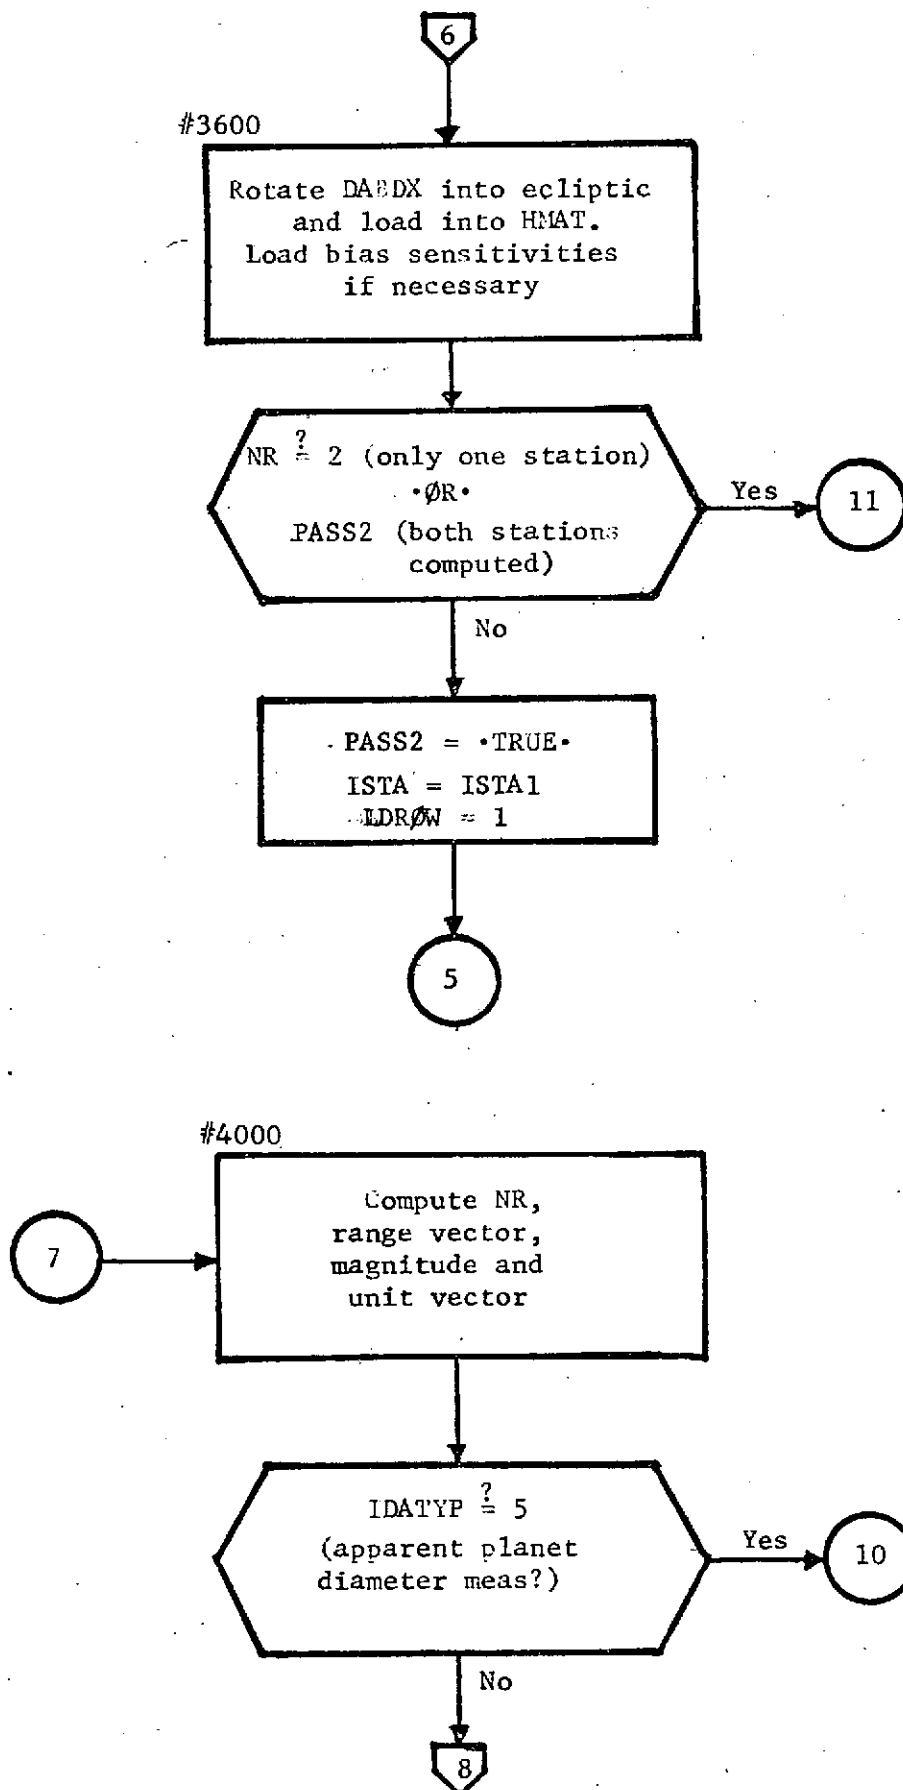 6
#3600
Rotate DABDX into ecliptic
and load into HMAT.
Load bias sensitivities
if necessary
NR ?= 2 (only one station)
·ØR·
PASS2 (both stations
computed)
Yes
11
No
PASS2 = ·TRUE·
ISTA = ISTA1
LDRØW = 1
5
#4000
7
Compute NR,
range vector,
magnitude and
unit vector
IDATYP ?= 5
(apparent planet
diameter meas?)
Yes
10
No
8